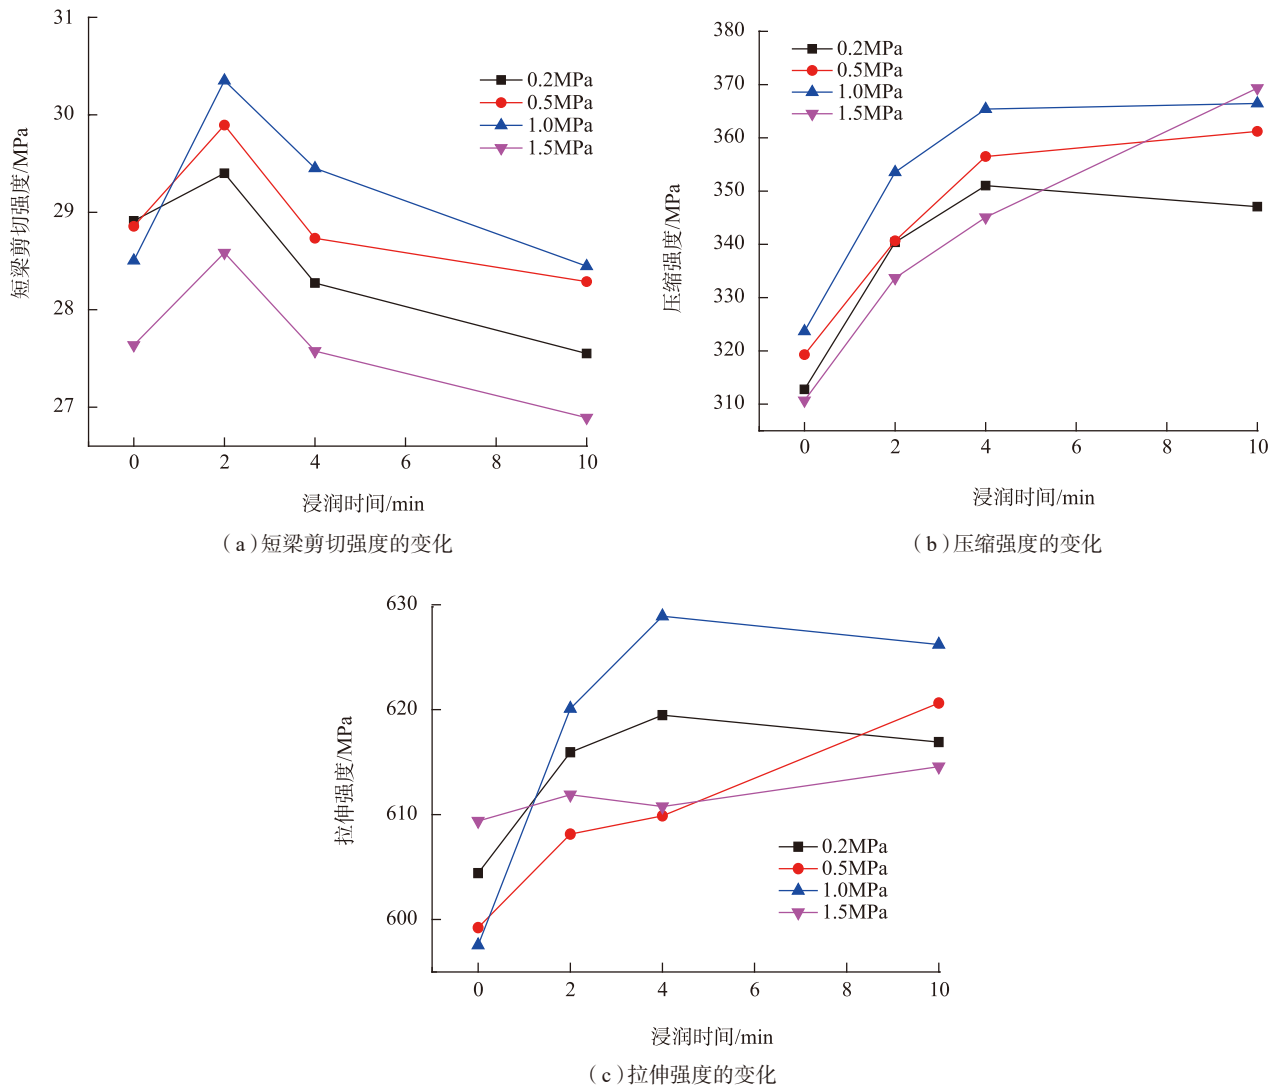 31
30
29
28
27
短梁剪切强度/MPa
0.2MPa
0.5MPa
1.0MPa
1.5MPa
0 2 4 6 8 10
浸润时间/min
（a）短梁剪切强度的变化
380
370
360
350
340
330
320
310
压缩强度/MPa
0.2MPa
0.5MPa
1.0MPa
1.5MPa
0 2 4 6 8 10
浸润时间/min
（b）压缩强度的变化
630
620
610
600
拉伸强度/MPa
0.2MPa
0.5MPa
1.0MPa
1.5MPa
0 2 4 6 8 10
浸润时间/min
（c）拉伸强度的变化